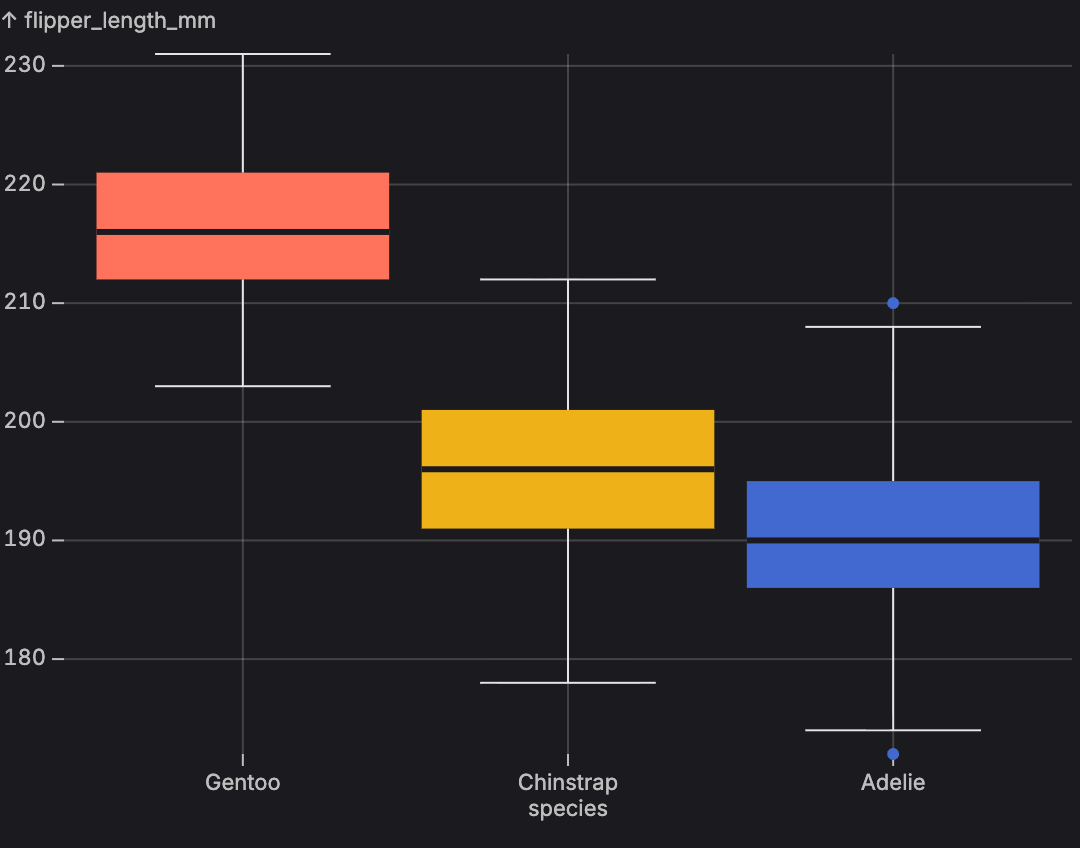 ↑ flipper_length_mm
230
220
210
200
190
180
Gentoo
Chinstrap
Adelie
species